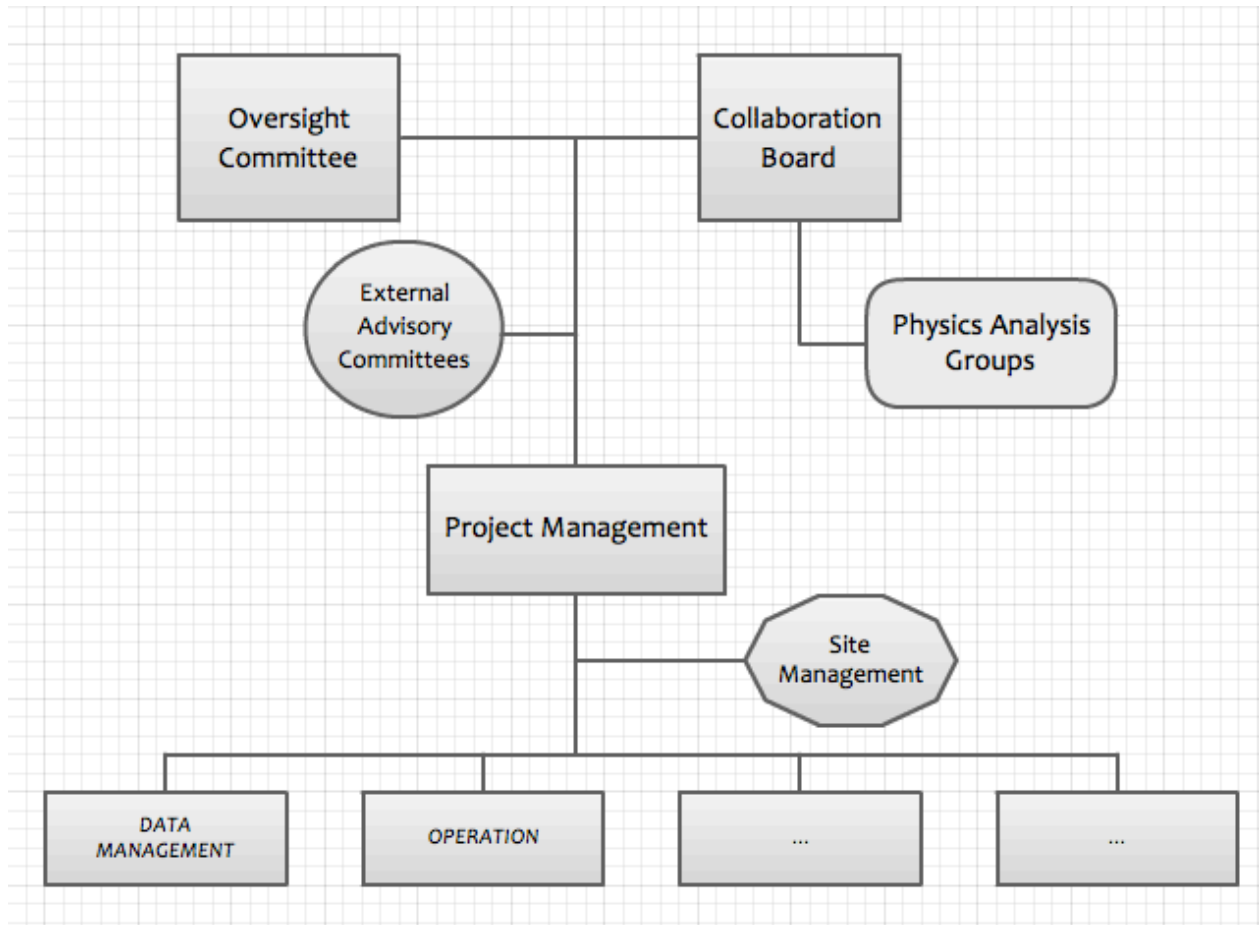 Oversight
Committee
Collaboration
Board
External
Advisory
Committees
Physics Analysis
Groups
Project Management
Site
Management
DATA
MANAGEMENT
OPERATION
...
...